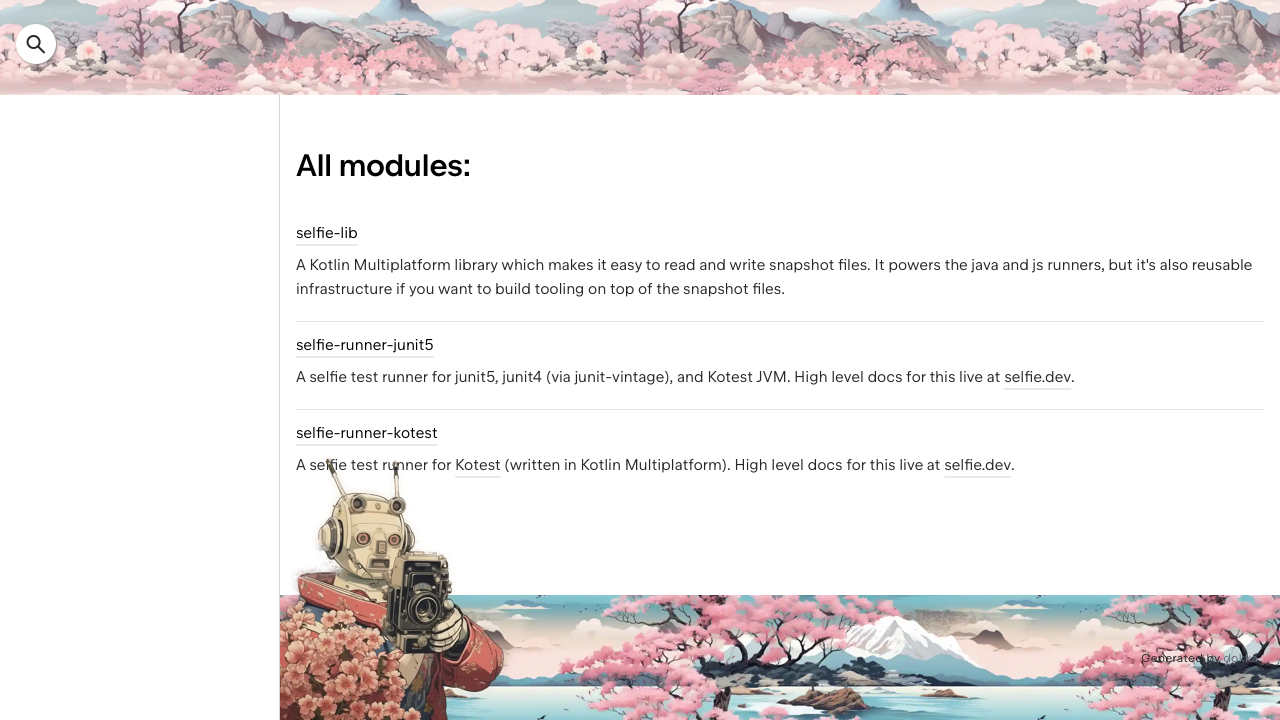 All modules:
selfie-lib
A Kotlin Multiplatform library which makes it easy to read and write snapshot files. It powers the java and js runners, but it's also reusable
infrastructure if you want to build tooling on top of the snapshot files.
selfie-runner-junit5
A selfie test runner for junit5, junit4 (via junit-vintage), and Kotest JVM. High level docs for this live at selfie.dev.
selfie-runner-kotest
A selfie test runner for Kotest (written in Kotlin Multiplatform). High level docs for this live at selfie.dev.
Generated by